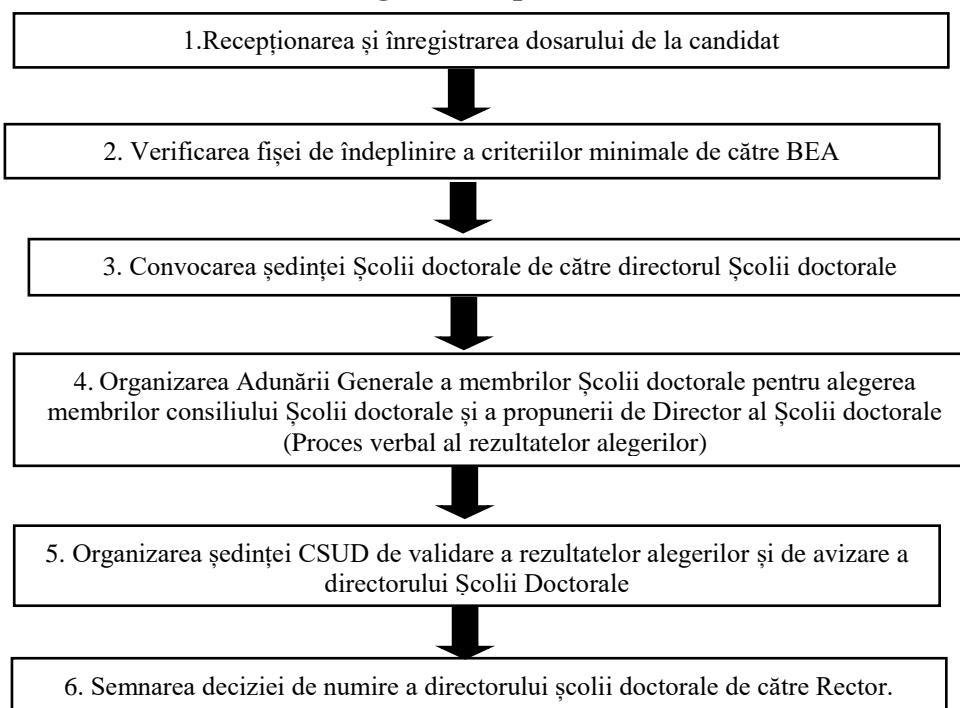 1.Recepționarea și înregistrarea dosarului de la candidat
2. Verificarea fișei de îndeplinire a criteriilor minimale de către BEA
3. Convocarea ședinței Școlii doctorale de către directorul Școlii doctorale
4. Organizarea Adunării Generale a membrilor Școlii doctorale pentru alegerea
membrilor consiliului Școlii doctorale și a propunerii de Director al Școlii doctorale
(Proces verbal al rezultatelor alegerilor)
5. Organizarea ședinței CSUD de validare a rezultatelor alegerilor și de avizare a
directorului Școlii Doctorale
6. Semnarea deciziei de numire a directorului școlii doctorale de către Rector.